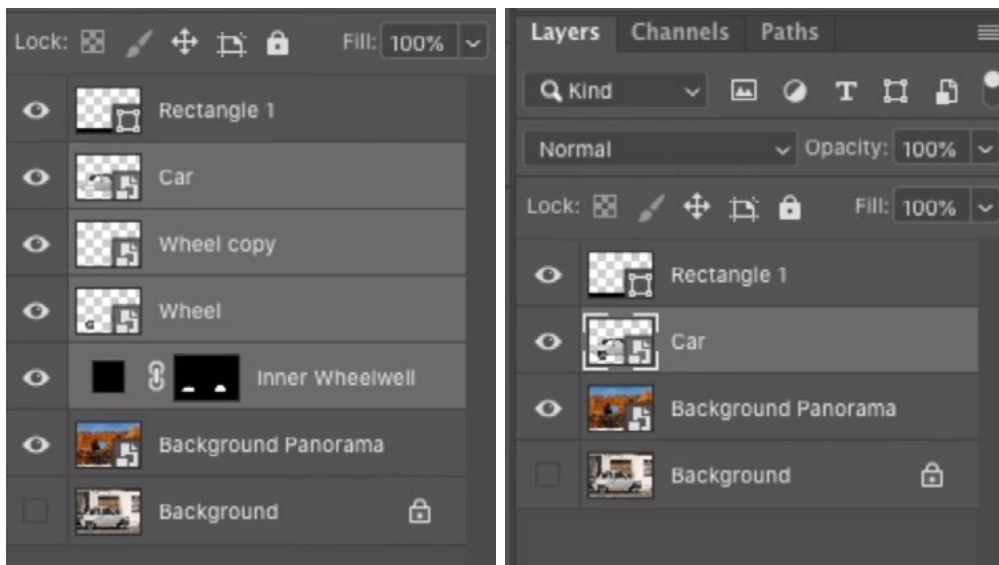 Lock: Fill: 100%
Rectangle 1
Car
Wheel copy
Wheel
Inner Wheelwell
Background Panorama
Background
Layers Channels Paths
Kind T
Normal Opacity: 100%
Lock: Fill: 100%
Rectangle 1
Car
Background Panorama
Background